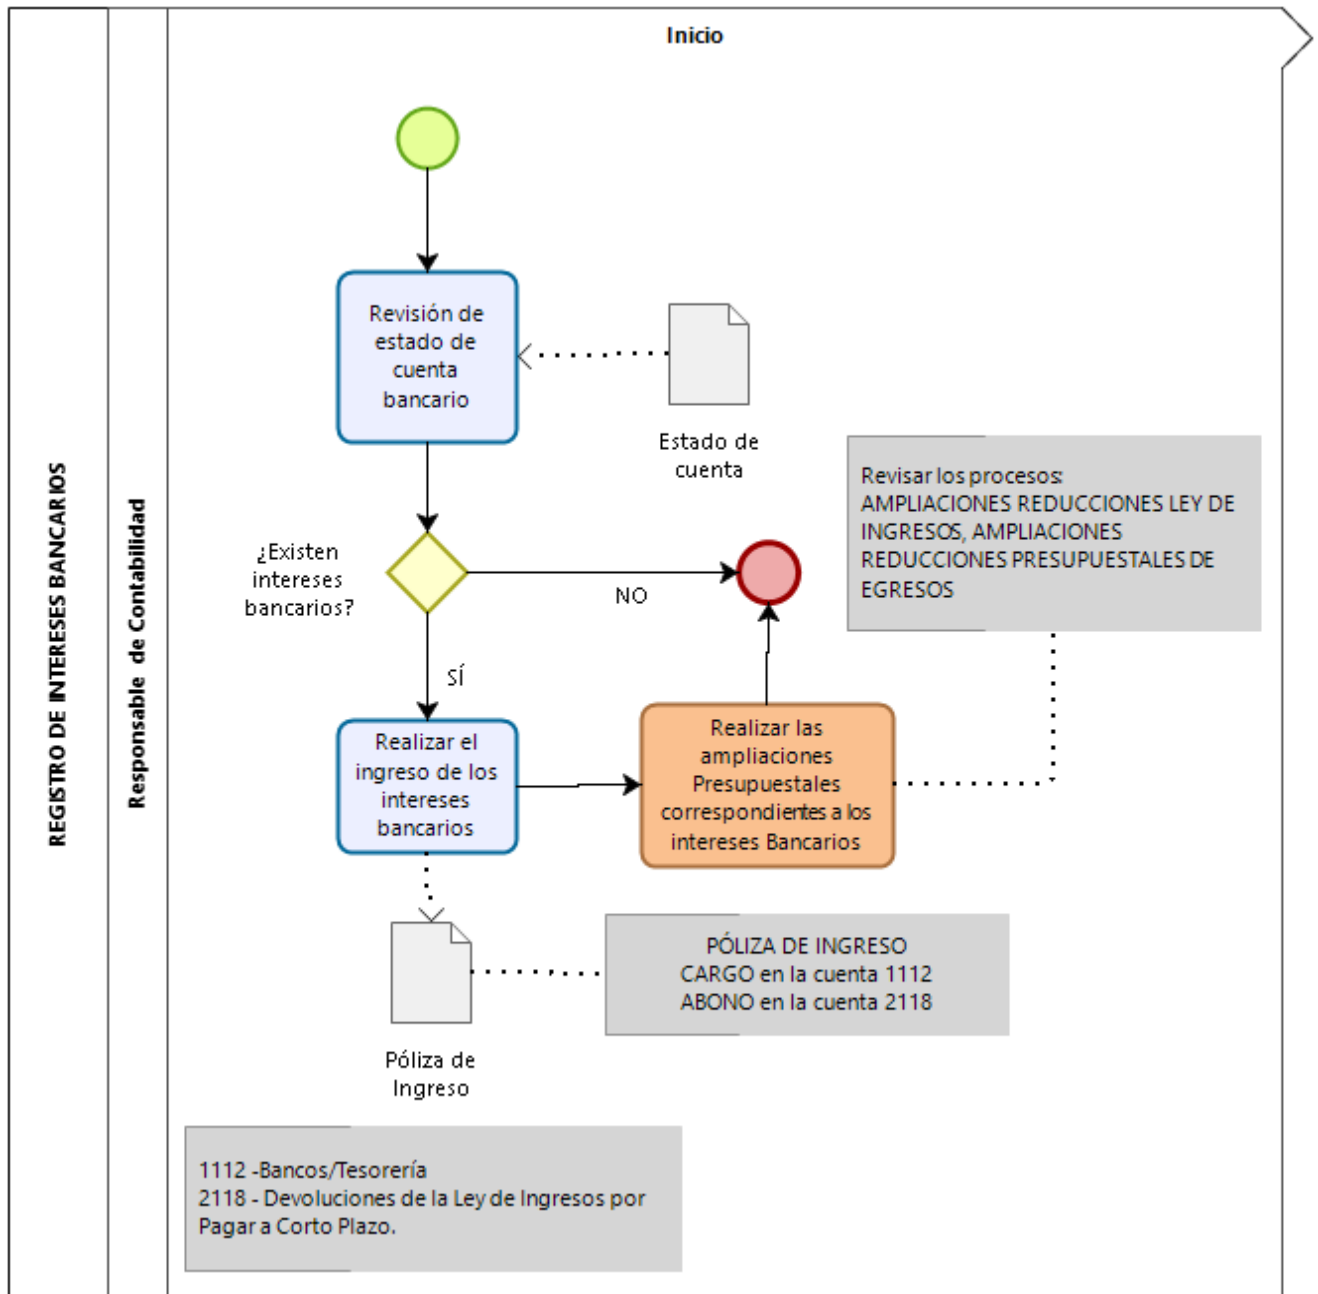 Inicio
REGISTRO DE INTERESES BANCARIOS
Responsable de Contabilidad
Revisión de
estado de
cuenta
bancario
Estado de
cuenta
Revisar los procesos:
AMPLIACIONES REDUCCIONES LEY DE
INGRESOS, AMPLIACIONES
REDUCCIONES PRESUPUESTALES DE
EGRESOS
¿Existen
intereses
bancarios?
NO
SÍ
Realizar el
ingreso de los
intereses
bancarios
Realizar las
ampliaciones
Presupuestales
correspondientes a los
intereses Bancarios
PÓLIZA DE INGRESO
CARGO en la cuenta 1112
ABONO en la cuenta 2118
Póliza de
Ingreso
1112 -Bancos/Tesorería
2118 - Devoluciones de la Ley de Ingresos por
Pagar a Corto Plazo.